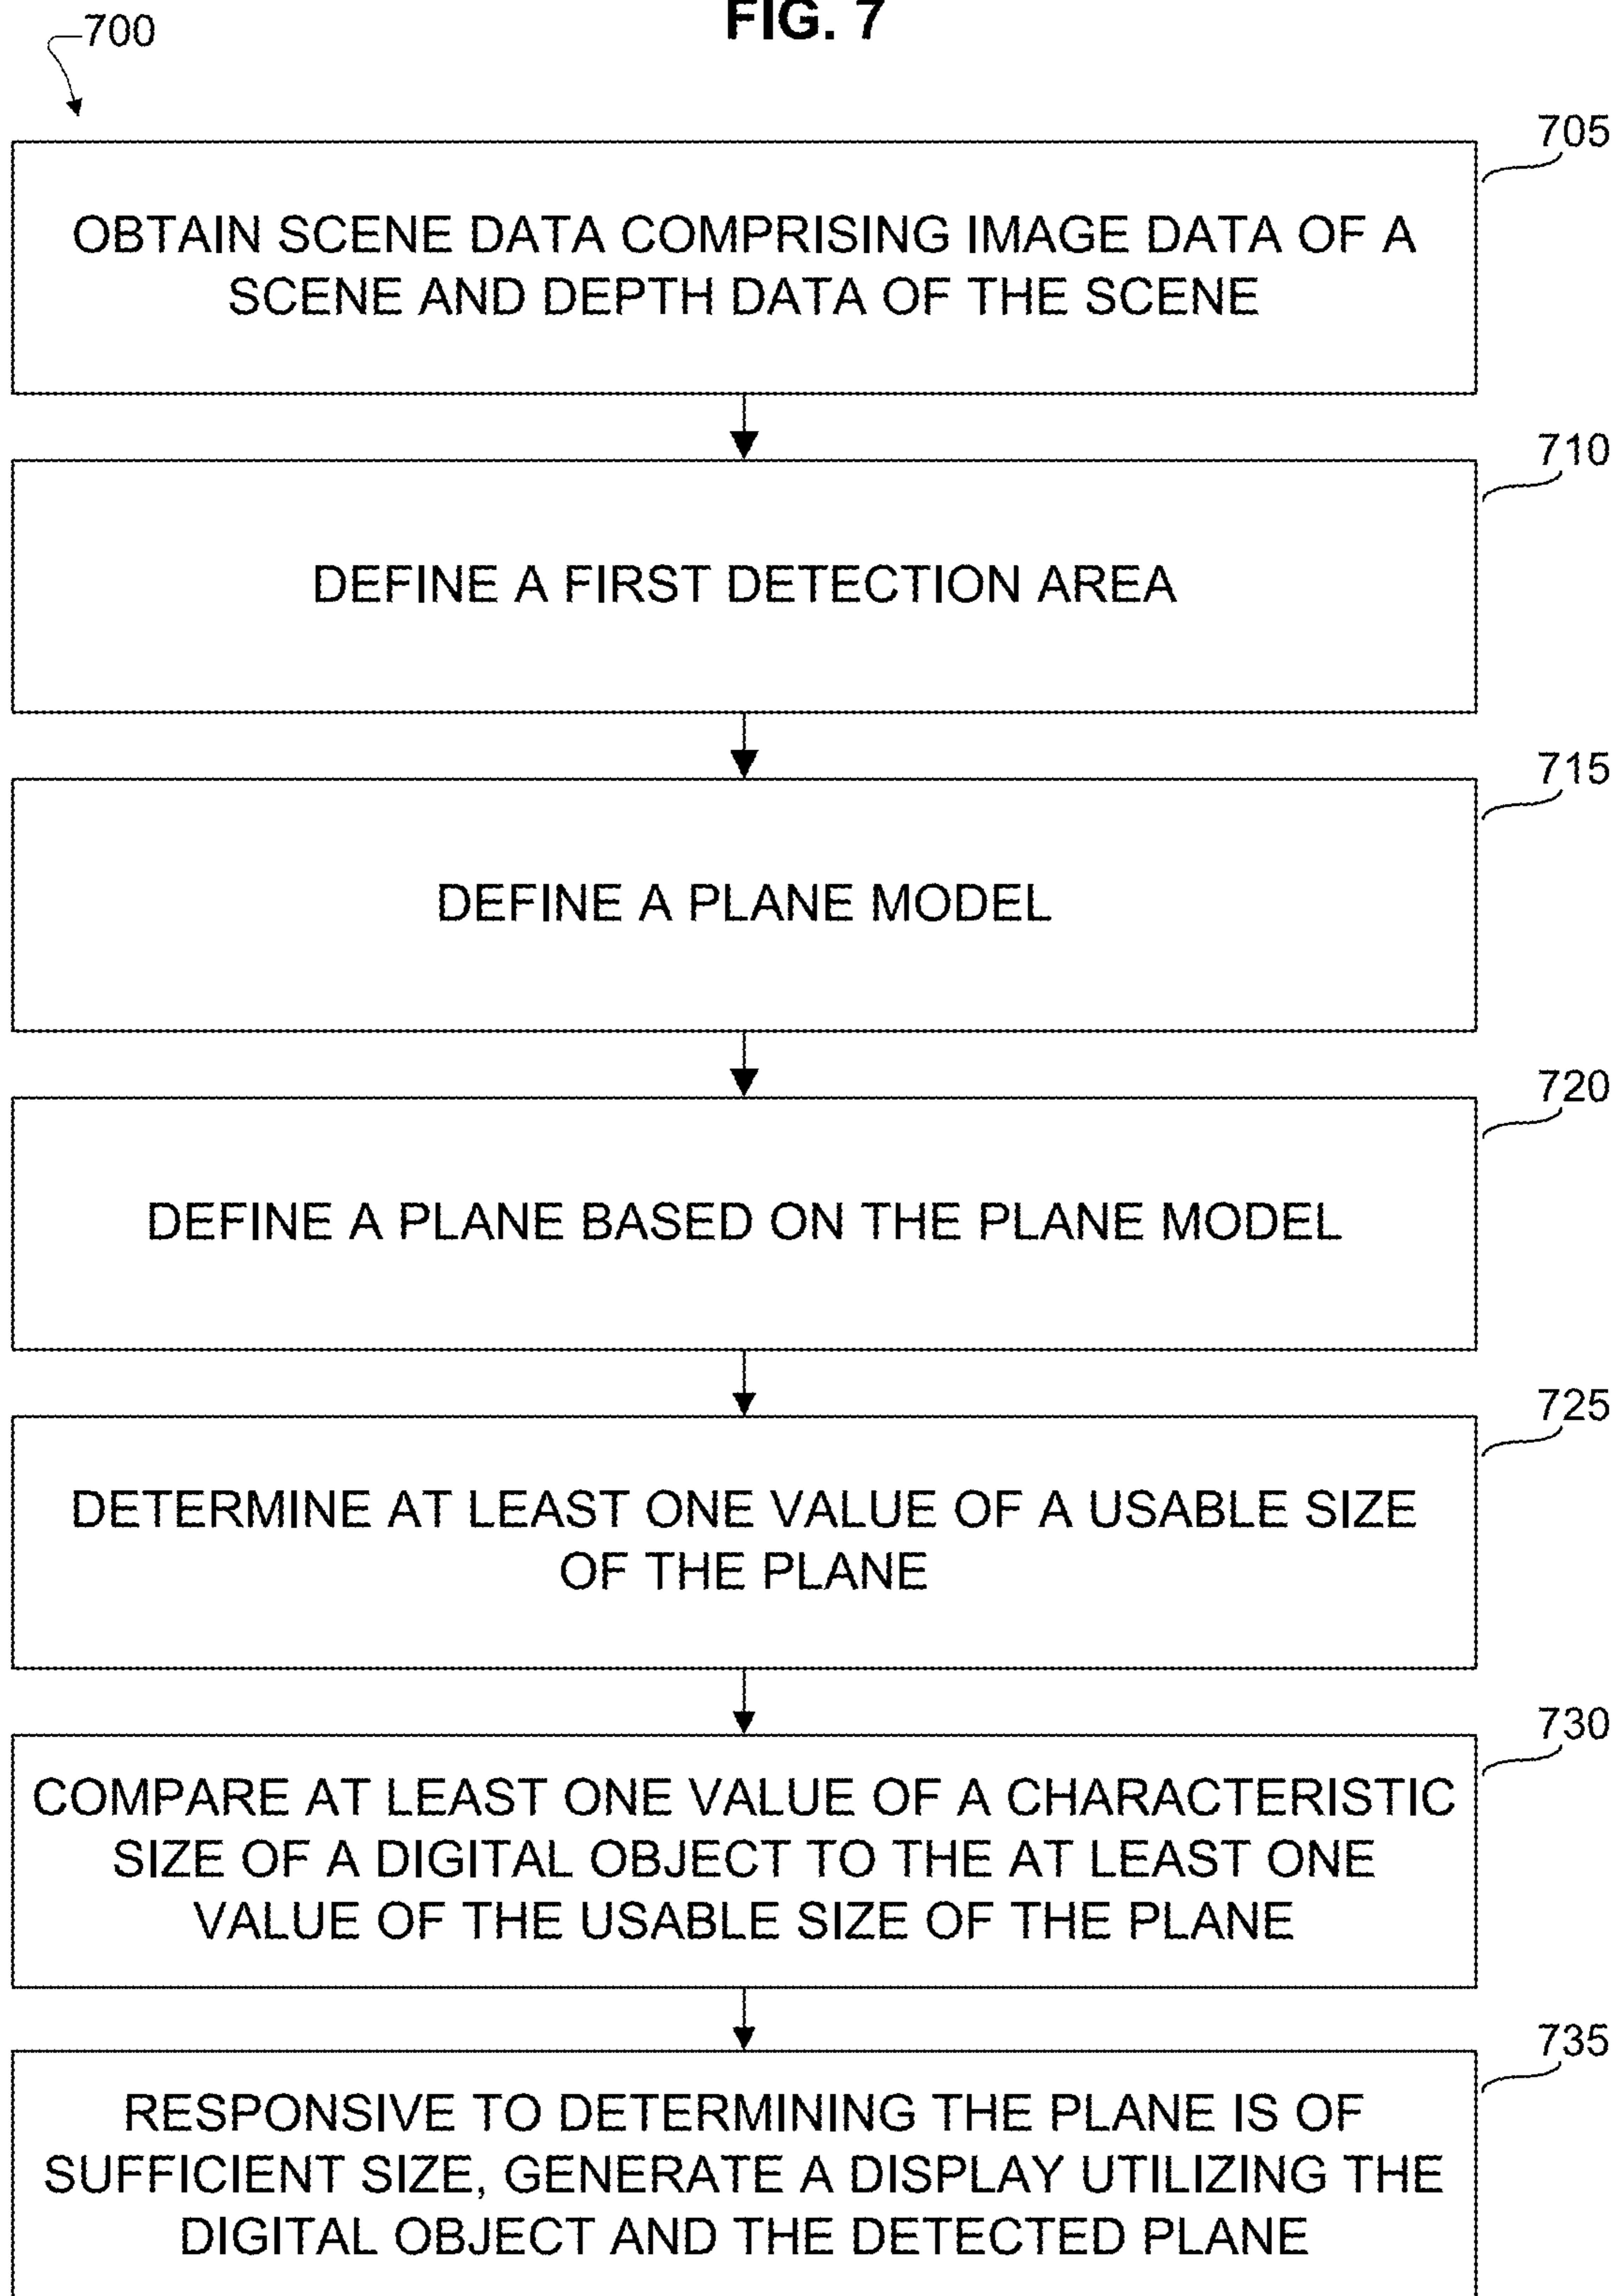 FIG. 7
700
705
OBTAIN SCENE DATA COMPRISING IMAGE DATA OF A
SCENE AND DEPTH DATA OF THE SCENE
710
DEFINE A FIRST DETECTION AREA
715
DEFINE A PLANE MODEL
720
DEFINE A PLANE BASED ON THE PLANE MODEL
725
DETERMINE AT LEAST ONE VALUE OF A USABLE SIZE
OF THE PLANE
730
COMPARE AT LEAST ONE VALUE OF A CHARACTERISTIC
SIZE OF A DIGITAL OBJECT TO THE AT LEAST ONE
VALUE OF THE USABLE SIZE OF THE PLANE
735
RESPONSIVE TO DETERMINING THE PLANE IS OF
SUFFICIENT SIZE, GENERATE A DISPLAY UTILIZING THE
DIGITAL OBJECT AND THE DETECTED PLANE